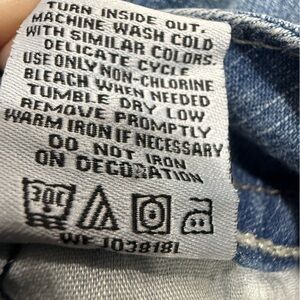 TURN INSIDE OUT.
MACHINE WASH COLD
WITH SIMILAR COLORS.
DELICATE CYCLE
USE ONLY NON-CHLORINE
BLEACH WHEN NEEDED
TUMBLE DRY LOW
REMOVE PROMPTLY
WARM IRON IF NECESSARY
DO NOT IRON
ON DECORATION
30C